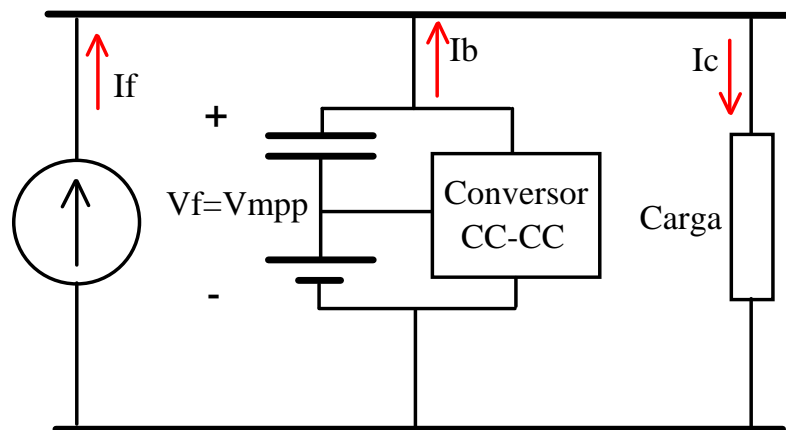 If
Ib
Ic
+
Vf=Vmpp
-
Conversor
CC-CC
Carga